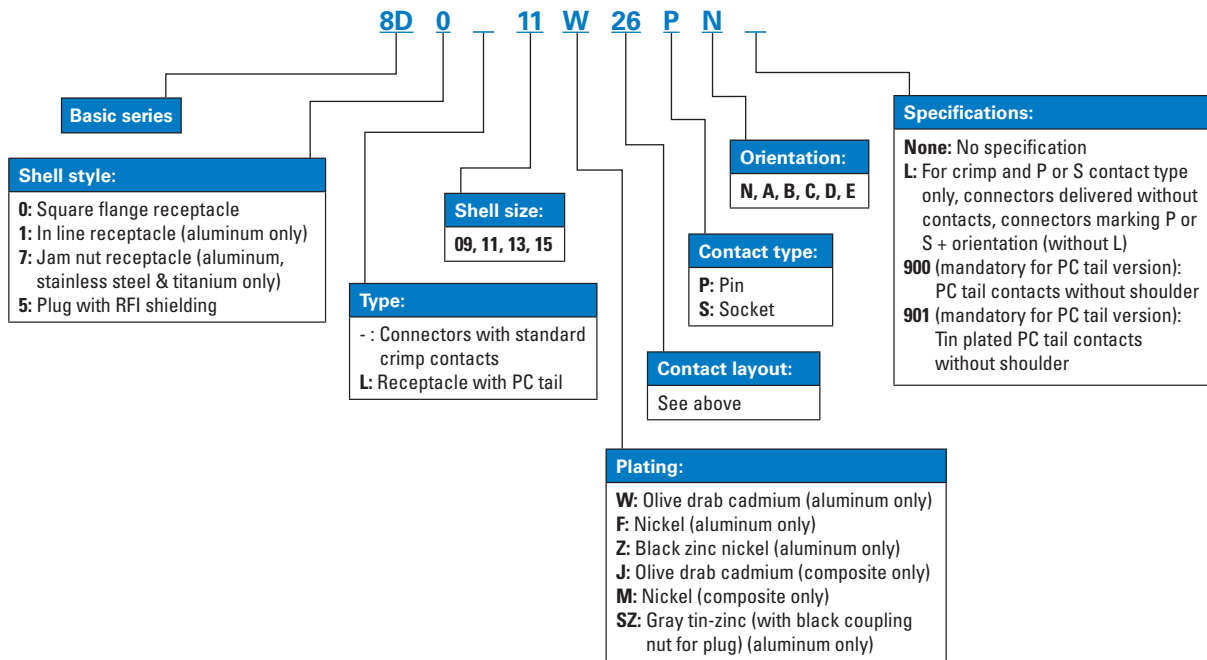 8D 0 _ 11 W 26 P N _
Basic series
Shell style:
0: Square flange receptacle
1: In line receptacle (aluminum only)
7: Jam nut receptacle (aluminum,
stainless steel & titanium only)
5: Plug with RFI shielding
Type:
- : Connectors with standard
crimp contacts
L: Receptacle with PC tail
Shell size:
09, 11, 13, 15
Plating:
W: Olive drab cadmium (aluminum only)
F: Nickel (aluminum only)
Z: Black zinc nickel (aluminum only)
J: Olive drab cadmium (composite only)
M: Nickel (composite only)
SZ: Gray tin-zinc (with black coupling
nut for plug) (aluminum only)
Contact layout:
See above
Contact type:
P: Pin
S: Socket
Orientation:
N, A, B, C, D, E
Specifications:
None: No specification
L: For crimp and P or S contact type
only, connectors delivered without
contacts, connectors marking P or
S + orientation (without L)
900 (mandatory for PC tail version):
PC tail contacts without shoulder
901 (mandatory for PC tail version):
Tin plated PC tail contacts
without shoulder